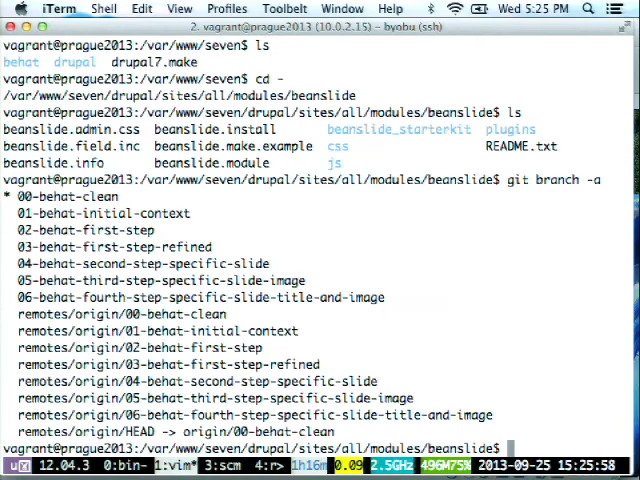 iTerm Shell Edit View Profiles Toolbelt Window Help Wed 5:25 PM
2. vagrant@prague2013 (10.0.2.15) - byobu (ssh)
vagrant@prague2013:/var/www/seven$ ls
behat drupal drupal7.make
vagrant@prague2013:/var/www/seven$ cd -
/var/www/seven/drupal/sites/all/modules/beanslide
vagrant@prague2013:/var/www/seven/drupal/sites/all/modules/beanslide$ ls
beanslide.admin.css beanslide.install beanslide_starterkit plugins
beanslide.field.inc beanslide.make.example css README.txt
beanslide.info beanslide.module js
vagrant@prague2013:/var/www/seven/drupal/sites/all/modules/beanslide$ git branch -a
* 00-behat-clean
01-behat-initial-context
02-behat-first-step
03-behat-first-step-refined
04-behat-second-step-specific-slide
05-behat-third-step-specific-slide-image
06-behat-fourth-step-specific-slide-title-and-image
remotes/origin/00-behat-clean
remotes/origin/01-behat-initial-context
remotes/origin/02-behat-first-step
remotes/origin/03-behat-first-step-refined
remotes/origin/04-behat-second-step-specific-slide
remotes/origin/05-behat-third-step-specific-slide-image
remotes/origin/06-behat-fourth-step-specific-slide-title-and-image
remotes/origin/HEAD -> origin/00-behat-clean
vagrant@prague2013:/var/www/seven/drupal/sites/all/modules/beanslide$
12.04.3 0:bin- 1:vim* 3:scm 4:r> 1h16m 0.09 2.5GHz 496M75% 2013-09-25 15:25:58